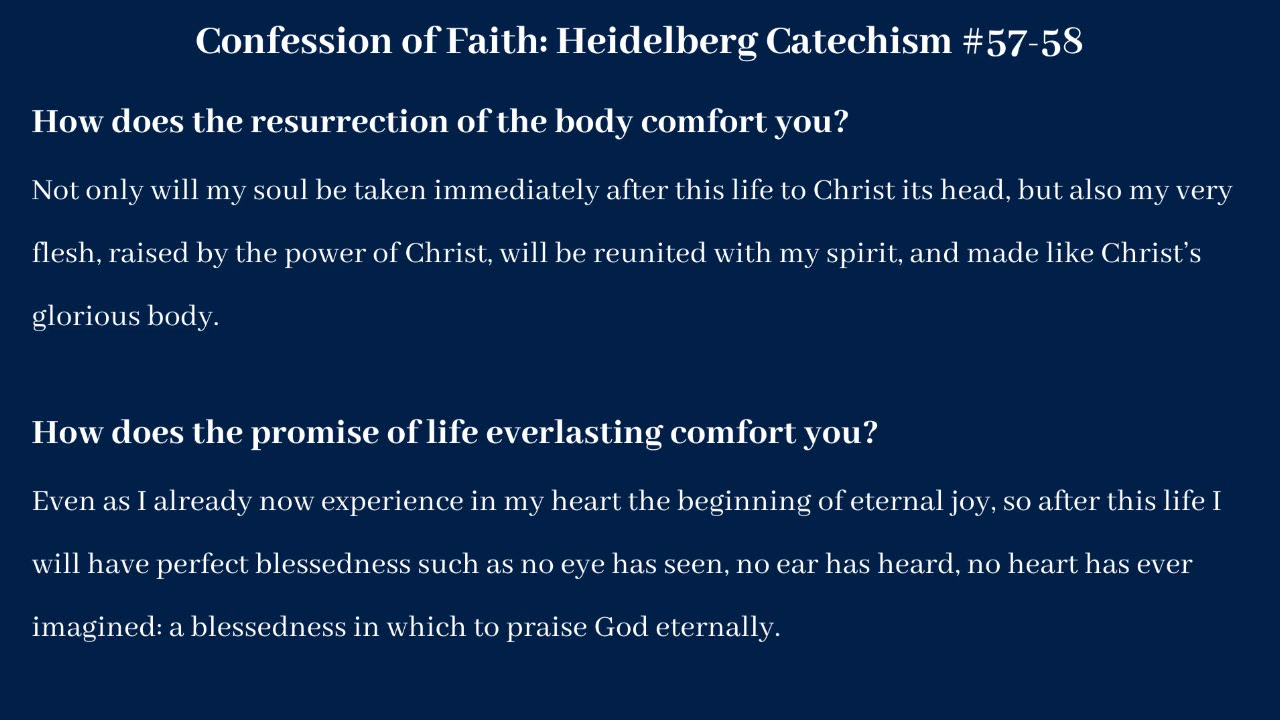 Confession of Faith: Heidelberg Catechism #57-58
How does the resurrection of the body comfort you?
Not only will my soul be taken immediately after this life to Christ its head, but also my very
flesh, raised by the power of Christ, will be reunited with my spirit, and made like Christ’s
glorious body.
How does the promise of life everlasting comfort you?
Even as I already now experience in my heart the beginning of eternal joy, so after this life I
will have perfect blessedness such as no eye has seen, no ear has heard, no heart has ever
imagined: a blessedness in which to praise God eternally.